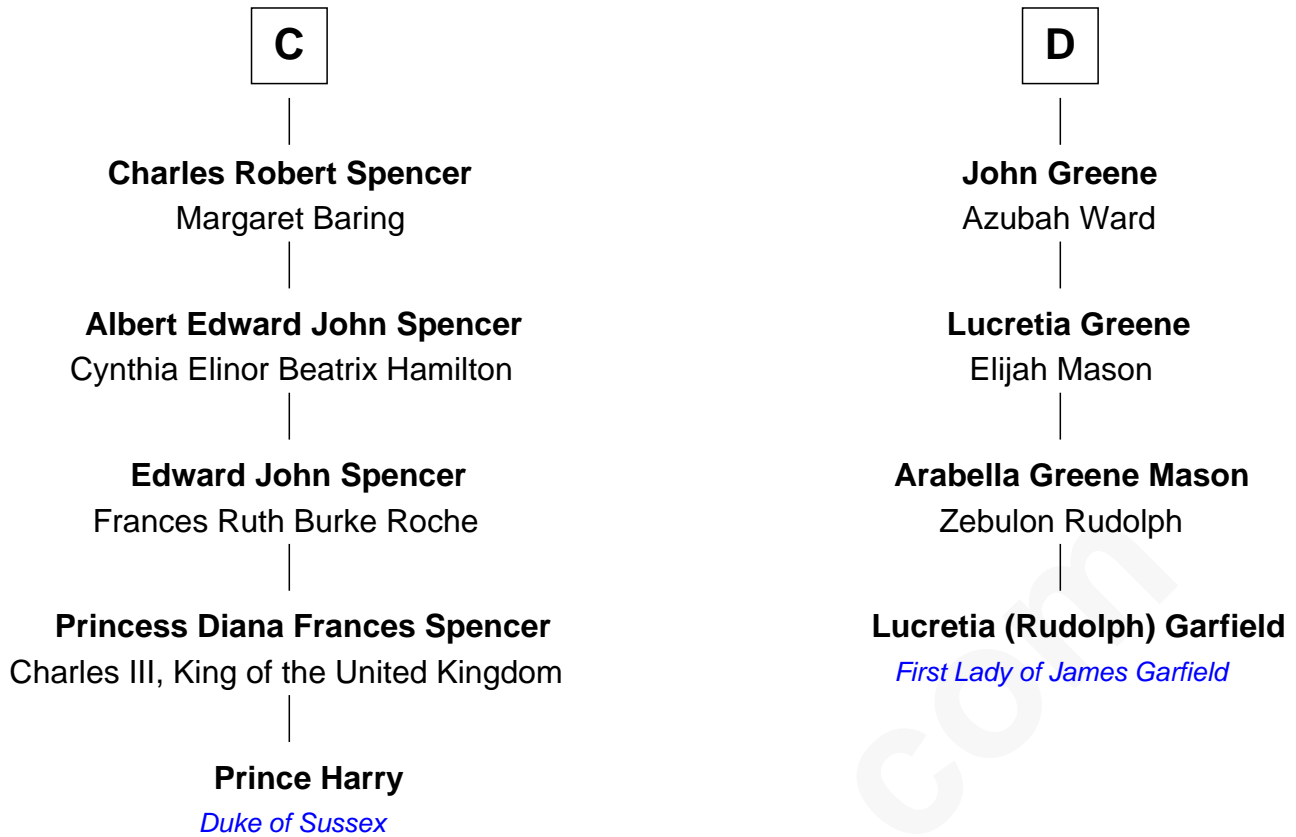 C
Charles Robert Spencer
Margaret Baring
Albert Edward John Spencer
Cynthia Elinor Beatrix Hamilton
Edward John Spencer
Frances Ruth Burke Roche
Princess Diana Frances Spencer
Charles III, King of the United Kingdom
Prince Harry
Duke of Sussex
D
John Greene
Azubah Ward
Lucretia Greene
Elijah Mason
Arabella Greene Mason
Zebulon Rudolph
Lucretia (Rudolph) Garfield
First Lady of James Garfield
com